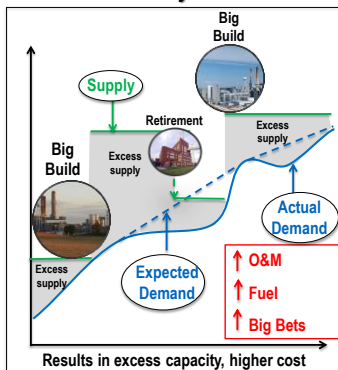 Big
Build
Supply
Retirement
Big
Build
Excess
supply
Excess
supply
Excess
supply
Actual
Demand
Expected
Demand
O&M
Fuel
Big Bets
Results in excess capacity, higher cost